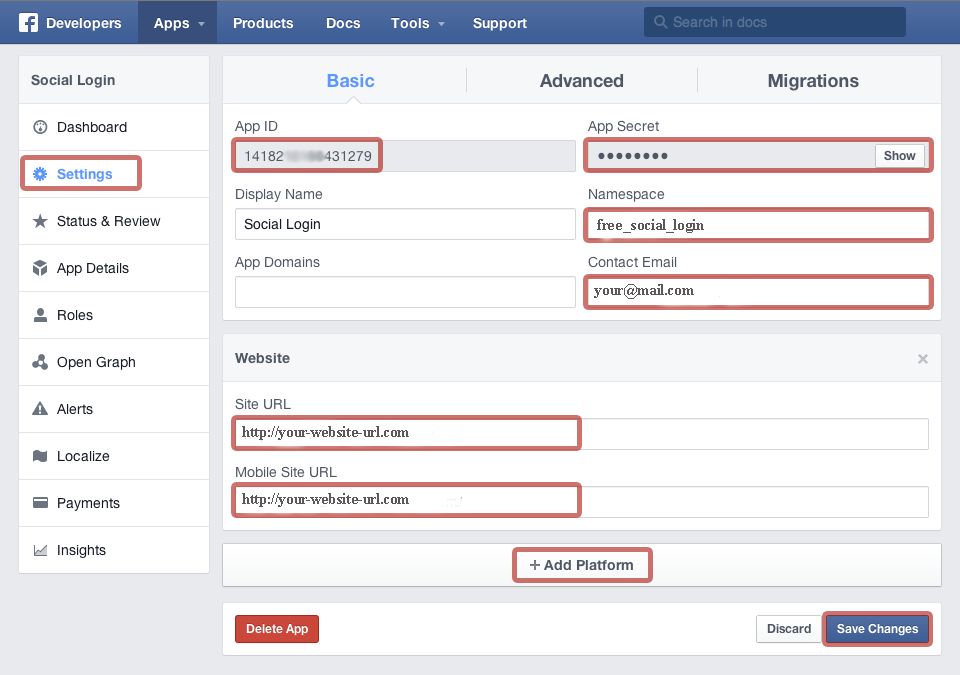 Developers Apps Products Docs Tools Support Search in docs
Social Login
Dashboard
Settings
Status & Review
App Details
Roles
Open Graph
Alerts
Localize
Payments
Insights
Basic Advanced Migrations
App ID App Secret
14182 431279 •••••••• Show
Display Name Namespace
Social Login free_social_login
App Domains Contact Email
your@mail.com
Website
Site URL
http://your-website-url.com
Mobile Site URL
http://your-website-url.com
+ Add Platform
Delete App Discard Save Changes